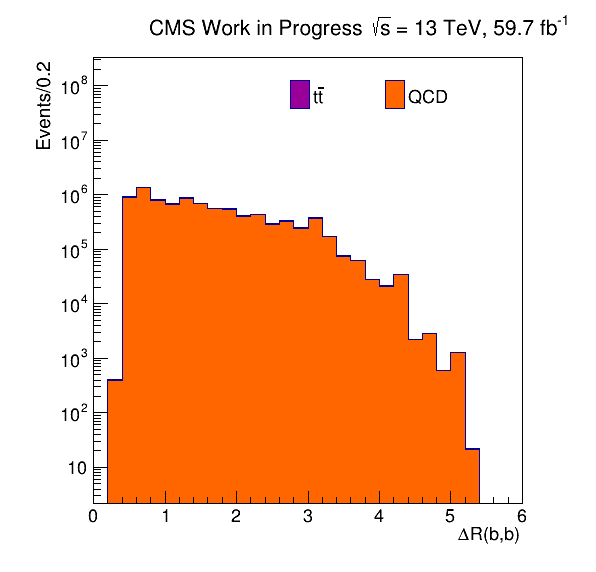 CMS Work in Progress √s = 13 TeV, 59.7 fb⁻¹
Events/0.2
tt̄
QCD
10⁸
10⁷
10⁶
10⁵
10⁴
10³
10²
10
0 1 2 3 4 5 6
ΔR(b,b)